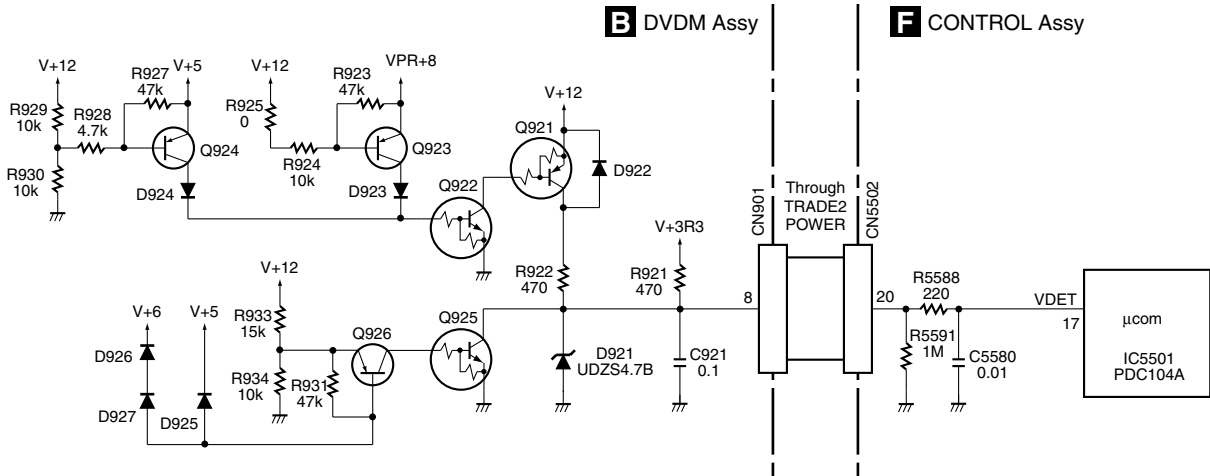 B DVDM Assy
F CONTROL Assy
V+12
R927
47k
V+5
V+12
R923
47k
VPR+8
V+12
R929
10k
R928
4.7k
R925
0
Q921
Q924
R924
10k
Q923
D922
R930
10k
D924
D923
Q922
CN901
Through
TRADE2
POWER
CN5502
V+3R3
V+12
R922
470
R921
470
R5588
220
8
20
VDET
17
V+6
V+5
R933
15k
Q926
Q925
D926
D921
UDZS4.7B
C921
0.1
R5591
1M
C5580
0.01
µcom
IC5501
PDC104A
R934
10k
R931
47k
D927
D925